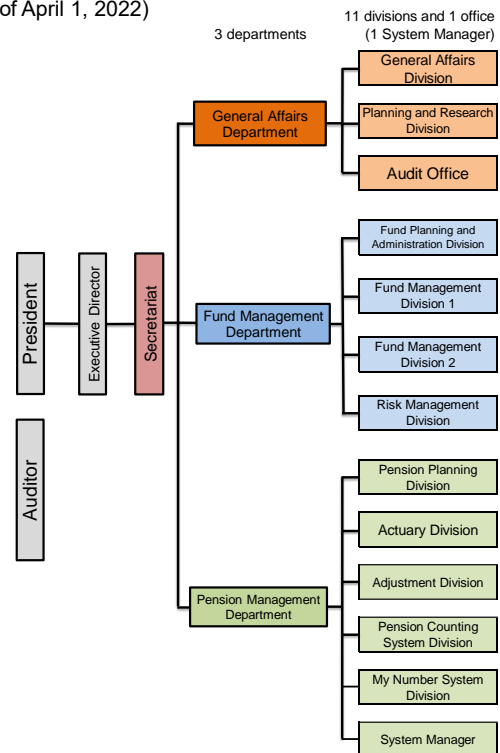 of April 1, 2022)
3 departments
11 divisions and 1 office
(1 System Manager)
General Affairs
Department
General Affairs
Division
Planning and Research
Division
Audit Office
President
Executive Director
Secretariat
Auditor
Fund Management
Department
Fund Planning and
Administration Division
Fund Management
Division 1
Fund Management
Division 2
Risk Management
Division
Pension Management
Department
Pension Planning
Division
Actuary Division
Adjustment Division
Pension Counting
System Division
My Number System
Division
System Manager